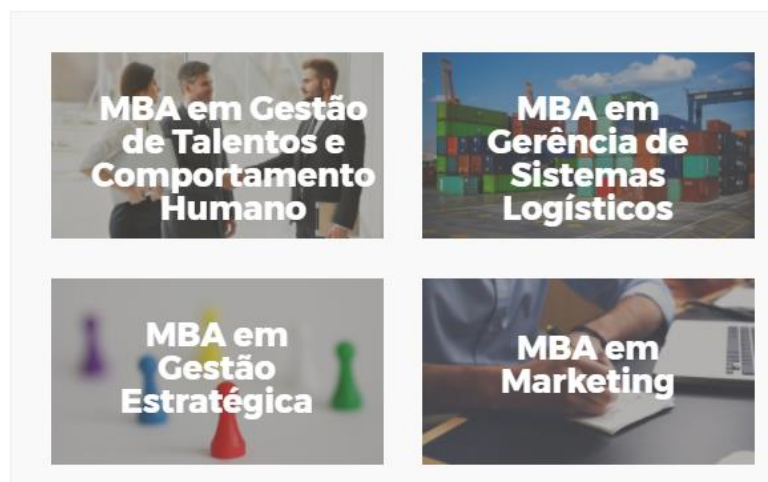 MBA em Gestão
de Talentos e
Comportamento
Humano
MBA em
Gerência de
Sistemas
Logísticos
MBA em
Gestão
Estratégica
MBA em
Marketing